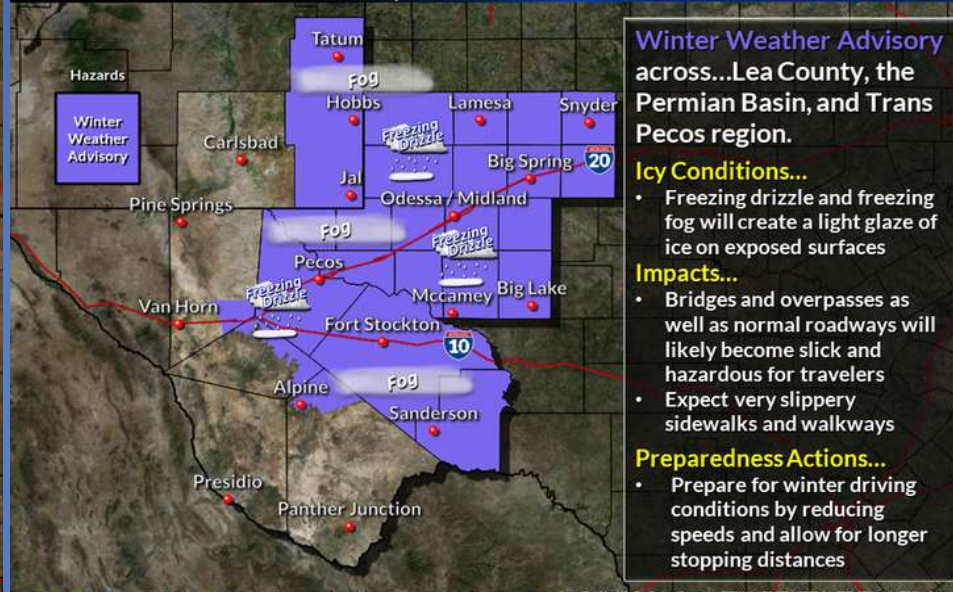 Tatum
Fog
Hazards
Winter
Weather
Advisory
Hobbs
Lamesa
Snyder
Freezing
Drizzle
Carlsbad
Big Spring
20
Jal
Odessa / Midland
Pine Springs
Fog
Freezing
Drizzle
Pecos
Freezing
Drizzle
Mccamey
Big Lake
Van Horn
Fort Stockton
10
Fog
Alpine
Sanderson
Presidio
Panther Junction
Winter Weather Advisory
across...Lea County, the
Permian Basin, and Trans
Pecos region.
Icy Conditions...
• Freezing drizzle and freezing
fog will create a light glaze of
ice on exposed surfaces
Impacts...
• Bridges and overpasses as
well as normal roadways will
likely become slick and
hazardous for travelers
• Expect very slippery
sidewalks and walkways
Preparedness Actions...
• Prepare for winter driving
conditions by reducing
speeds and allow for longer
stopping distances